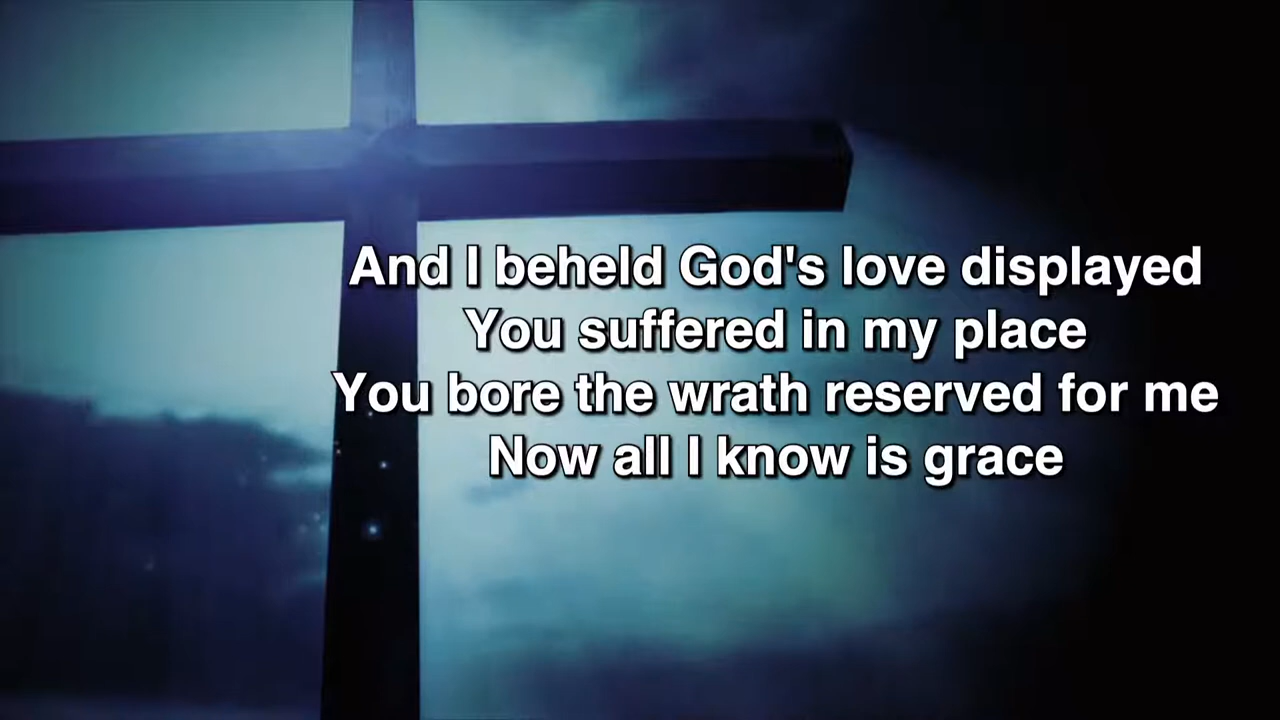 And I beheld God's love displayed
You suffered in my place
You bore the wrath reserved for me
Now all I know is grace